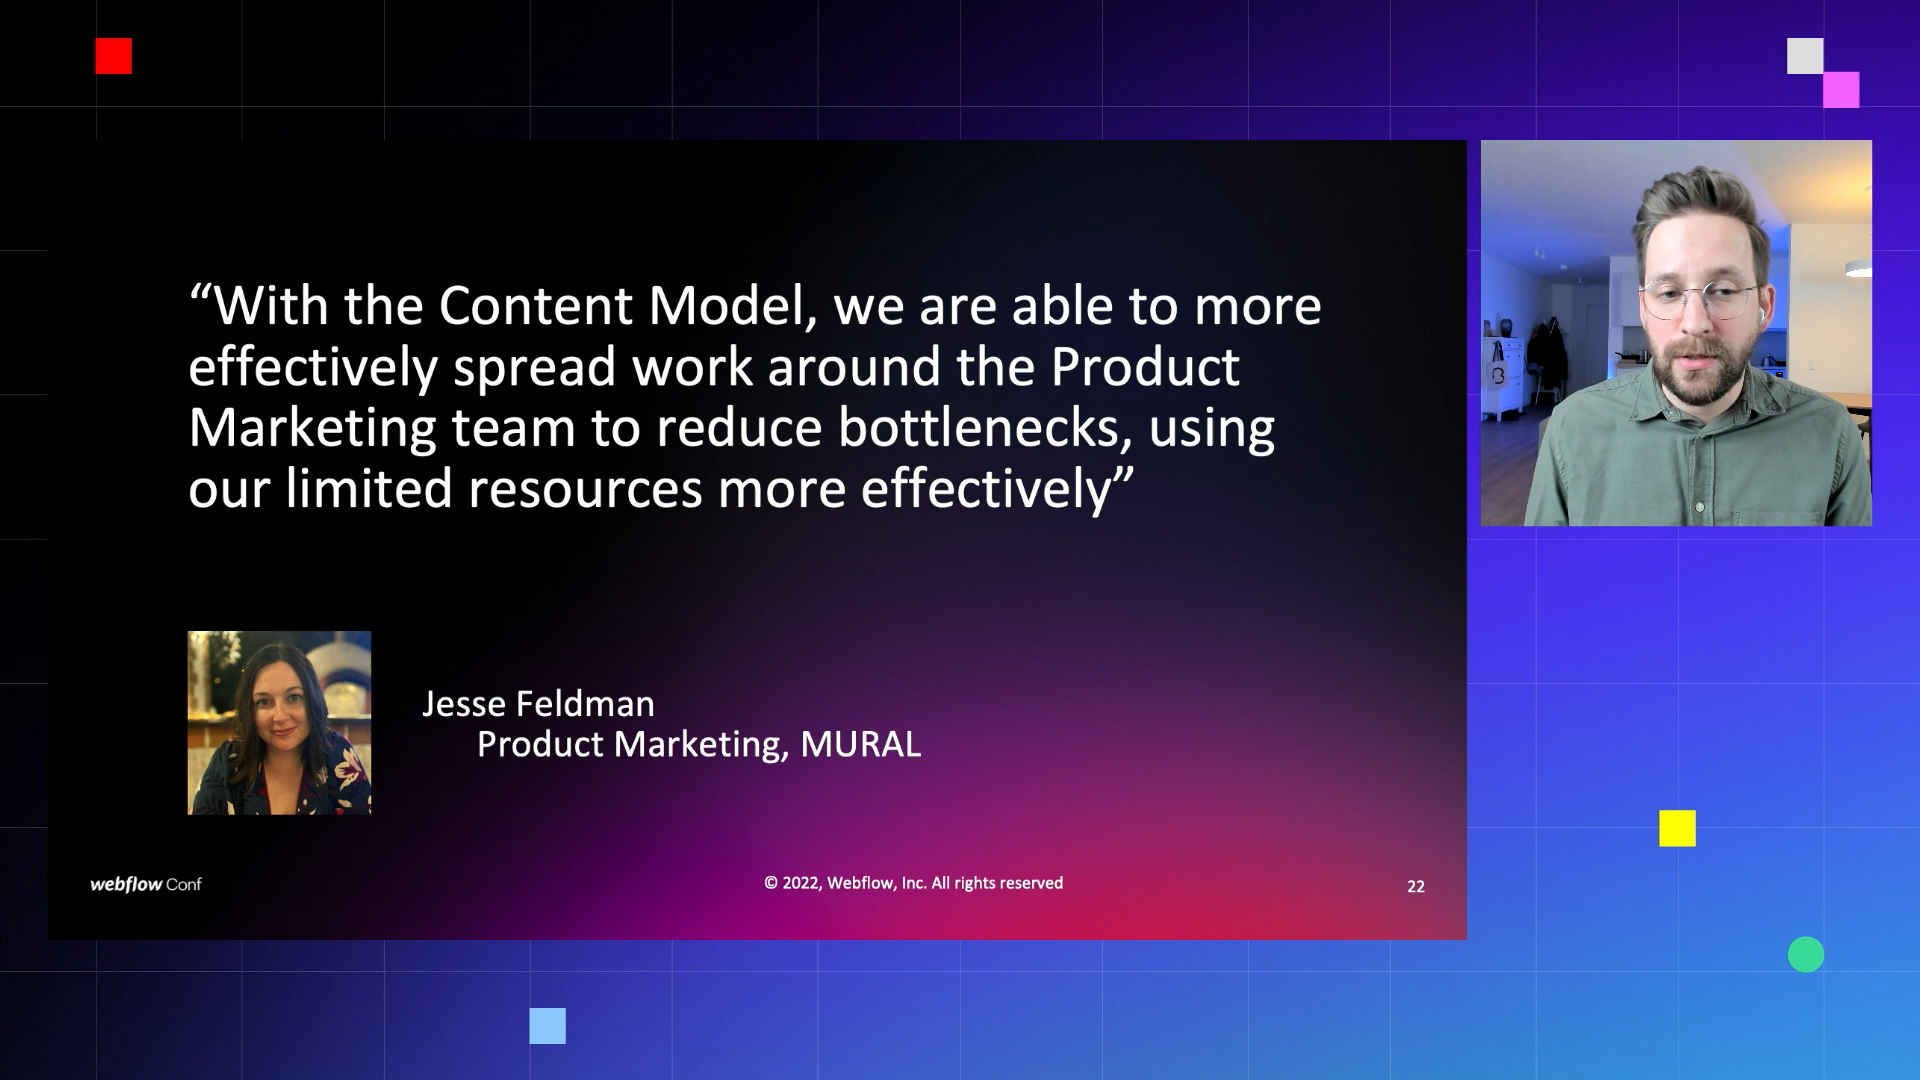 “With the Content Model, we are able to more
effectively spread work around the Product
Marketing team to reduce bottlenecks, using
our limited resources more effectively”
Jesse Feldman
Product Marketing, MURAL
webflow Conf
© 2022, Webflow, Inc. All rights reserved
22